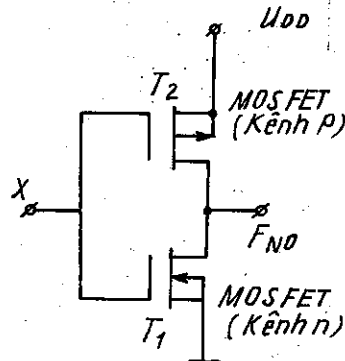 U_DD
T_2
MOSFET
(Kênh P)
X
F_NO
MOSFET
(Kênh n)
T_1